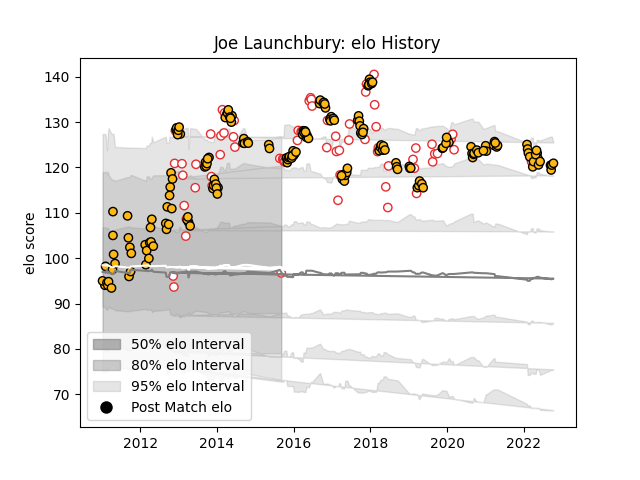 Joe Launchbury: elo History
elo score
140
130
120
110
100
90
80
70
50% elo Interval
80% elo Interval
95% elo Interval
Post Match elo
2012
2014
2016
2018
2020
2022